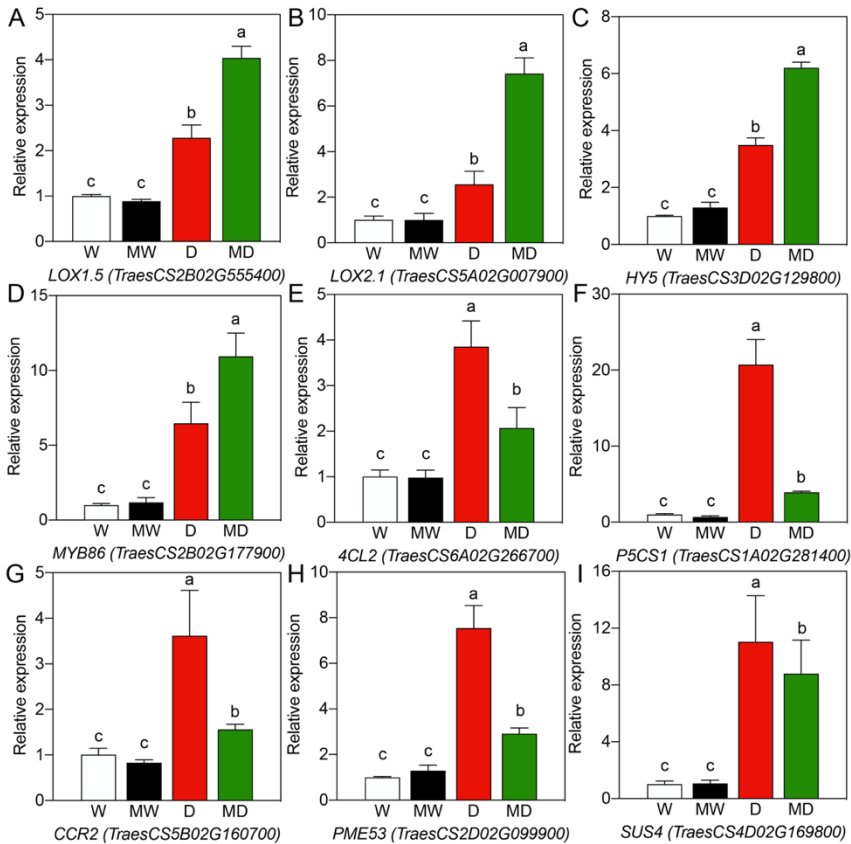 A
Relative expression
5
4
3
2
1
0
c
c
b
a
W MW D MD
LOX1.5 (TraesCS2B02G555400)
B
Relative expression
10
8
6
4
2
0
c
c
b
a
W MW D MD
LOX2.1 (TraesCS5A02G007900)
C
Relative expression
8
6
4
2
0
c
c
b
a
W MW D MD
HY5 (TraesCS3D02G129800)
D
Relative expression
15
10
5
0
c
c
b
a
W MW D MD
MYB86 (TraesCS2B02G177900)
E
Relative expression
5
4
3
2
1
0
c
c
a
b
W MW D MD
4CL2 (TraesCS6A02G266700)
F
Relative expression
30
20
10
0
c
c
a
b
W MW D MD
P5CS1 (TraesCS1A02G281400)
G
Relative expression
5
4
3
2
1
0
c
c
a
b
W MW D MD
CCR2 (TraesCS5B02G160700)
H
Relative expression
10
8
6
4
2
0
c
c
a
b
W MW D MD
PME53 (TraesCS2D02G099900)
I
Relative expression
16
12
8
4
0
c
c
a
b
W MW D MD
SUS4 (TraesCS4D02G169800)